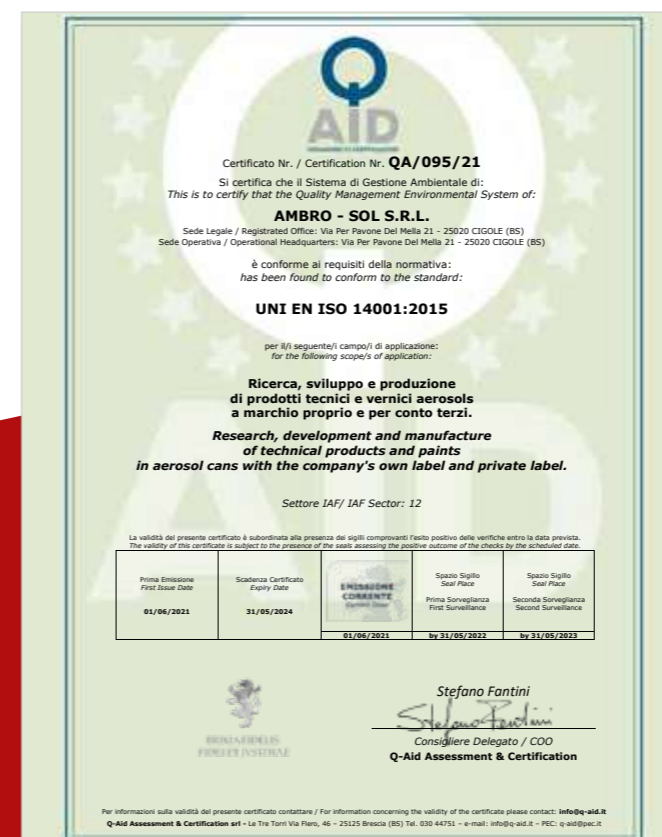 Q
AID
Certificato Nr. / Certification Nr. QA/095/21
Si certifica che il Sistema di Gestione Ambientale di:
This is to certify that the Quality Management Environmental System of:
AMBRO - SOL S.R.L.
Sede Legale / Registrated Office: Via Per Pavone Del Mella 21 - 25020 CIGOLE (BS)
Sede Operativa / Operational Headquarters: Via Per Pavone Del Mella 21 - 25020 CIGOLE (BS)
è conforme ai requisiti della normativa:
has been found to conform to the standard:
UNI EN ISO 14001:2015
per il/i seguente/i campo/i di applicazione:
for the following scope/s of application:
Ricerca, sviluppo e produzione
di prodotti tecnici e vernici aerosols
a marchio proprio e per conto terzi.
Research, development and manufacture
of technical products and paints
in aerosol cans with the company's own label and private label.
Settore IAF/ IAF Sector: 12
La validità del presente certificato è subordinata alla presenza dei sigilli comprovanti l'esito positivo delle verifiche entro la data prevista.
The validity of this certificate is subject to the presence of the seals assessing the positive outcome of the checks by the scheduled date.
Prima Emissione
First Issue Date
01/06/2021
Scadenza Certificato
Expiry Date
31/05/2024
EMISSIONE
CORRENTE
Current Issue
01/06/2021
Spazio Sigillo
Seal Place
Prima Sorveglianza
First Surveillance
by 31/05/2022
Spazio Sigillo
Seal Place
Seconda Sorveglianza
Second Surveillance
by 31/05/2023
BRIXIA FIDELIS
FIDEI ET IVSTITIAE
Stefano Fantini
Stefano Fantini
Consigliere Delegato / COO
Q-Aid Assessment & Certification
Per informazioni sulla validità del presente certificato contattare / For information concerning the validity of the certificate please contact: info@q-aid.it
Q-Aid Assessment & Certification srl - Le Tre Torri Via Flero, 46 – 25125 Brescia (BS) Tel. 030 44751 – e-mail: info@q-aid.it – PEC: q-aid@pec.it